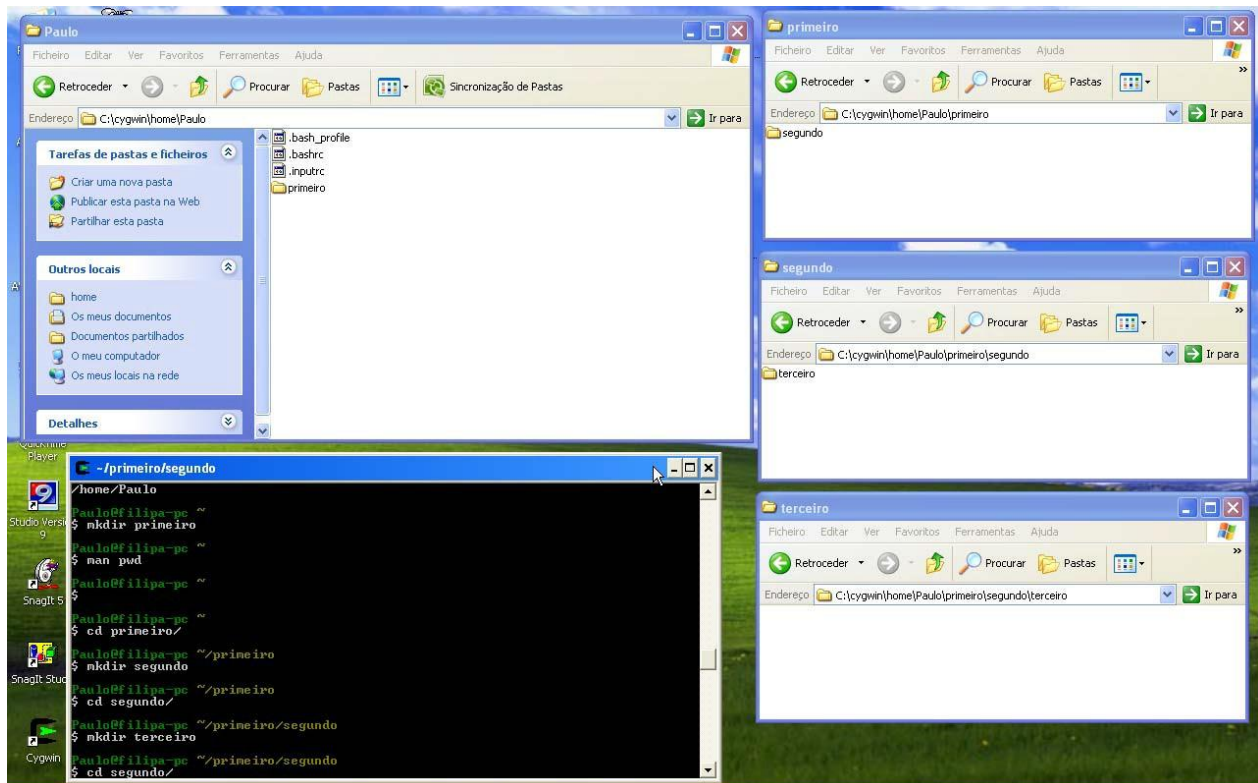 Paulo
Ficheiro Editar Ver Favoritos Ferramentas Ajuda
Retroceder Procurar Pastas Sincronização de Pastas
Endereço C:\cygwin\home\Paulo Ir para
Tarefas de pastas e ficheiros
Criar uma nova pasta
Publicar esta pasta na Web
Partilhar esta pasta
Outros locais
home
Os meus documentos
Documentos partilhados
O meu computador
Os meus locais na rede
Detalhes
.bash_profile
.bashrc
.inputrc
primeiro
primeiro
Ficheiro Editar Ver Favoritos Ferramentas Ajuda
Retroceder Procurar Pastas »
Endereço C:\cygwin\home\Paulo\primeiro Ir para
segundo
segundo
Ficheiro Editar Ver Favoritos Ferramentas Ajuda
Retroceder Procurar Pastas »
Endereço C:\cygwin\home\Paulo\primeiro\segundo Ir para
terceiro
terceiro
Ficheiro Editar Ver Favoritos Ferramentas Ajuda
Retroceder Procurar Pastas »
Endereço C:\cygwin\home\Paulo\primeiro\segundo\terceiro Ir para
Player
Studio Versi
9
SnagIt 5
SnagIt Stud
Cygwin
~/primeiro/segundo
/home/Paulo
Paulo@filipa-pc ~
$ mkdir primeiro
Paulo@filipa-pc ~
$ man pwd
Paulo@filipa-pc ~
$
Paulo@filipa-pc ~
$ cd primeiro/
Paulo@filipa-pc ~/primeiro
$ mkdir segundo
Paulo@filipa-pc ~/primeiro
$ cd segundo/
Paulo@filipa-pc ~/primeiro/segundo
$ mkdir terceiro
Paulo@filipa-pc ~/primeiro/segundo
$ cd segundo/